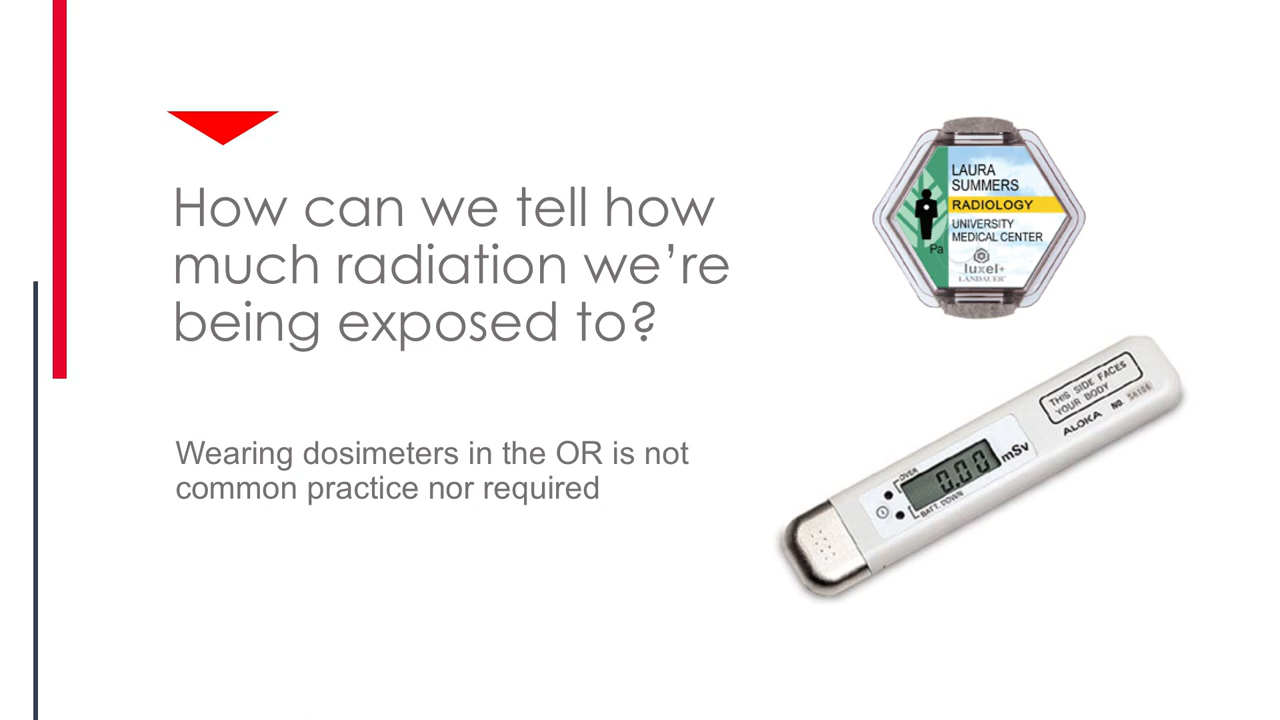 How can we tell how
much radiation we're
being exposed to?
Wearing dosimeters in the OR is not
common practice nor required
LAURA
SUMMERS
RADIOLOGY
UNIVERSITY
MEDICAL CENTER
Pa
luxel+
LANDAUER
THIS SIDE FACES
YOUR BODY
ALOKA NO.
OVER
0.00 mSv
BATT. DOWN